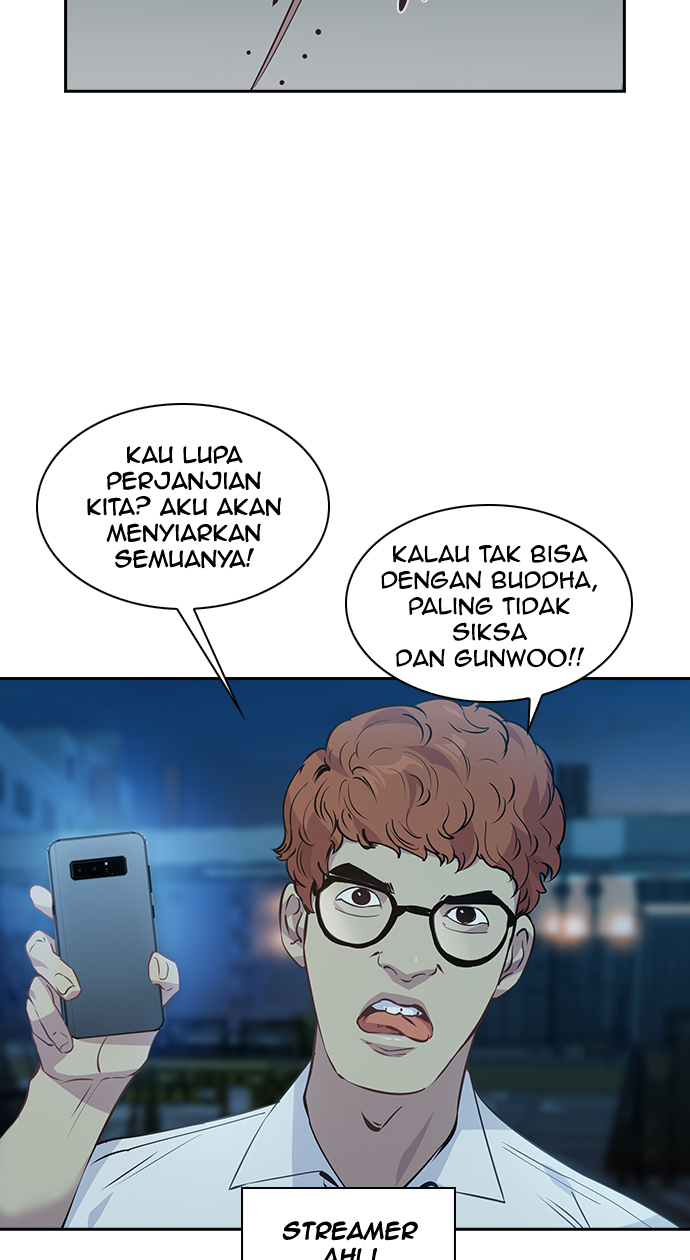 KAU LUPA
PERJANJIAN
KITA? AKU AKAN
MENYIARKAN
SEMUANYA!
KALAU TAK BISA
DENGAN BUDDHA,
PALING TIDAK
SIKSA
DAN GUNWOO!!
STREAMER
AHLI